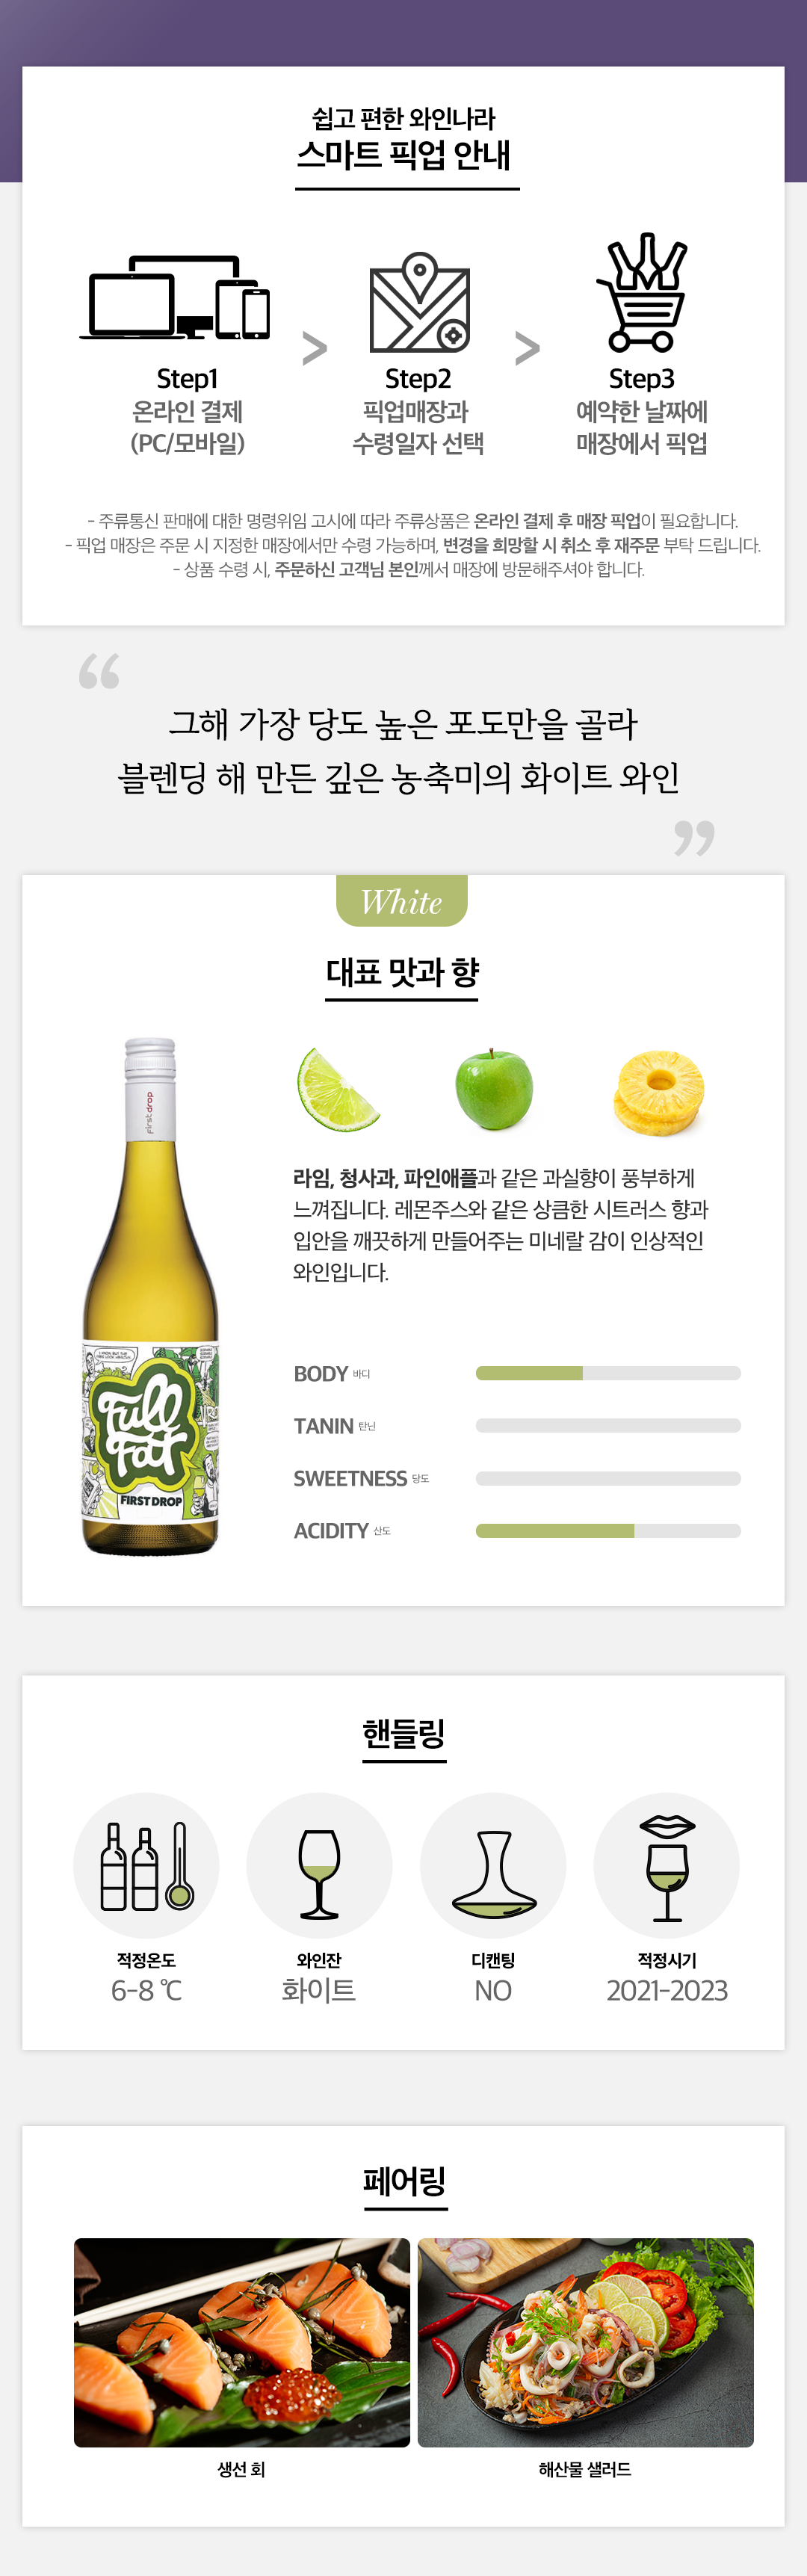 쉽고 편한 와인나라
스마트 픽업 안내
Step1
온라인 결제
(PC/모바일)
>
Step2
픽업매장과
수령일자 선택
>
Step3
예약한 날짜에
매장에서 픽업
- 주류통신 판매에 대한 명령위임 고시에 따라 주류상품은 온라인 결제 후 매장 픽업이 필요합니다.
- 픽업 매장은 주문 시 지정한 매장에서만 수령 가능하며, 변경을 희망할 시 취소 후 재주문 부탁 드립니다.
- 상품 수령 시, 주문하신 고객님 본인께서 매장에 방문해주셔야 합니다.
“
그해 가장 당도 높은 포도만을 골라
블렌딩 해 만든 깊은 농축미의 화이트 와인
”
White
대표 맛과 향
first drop
Full
Fat
FIRST DROP
라임, 청사과, 파인애플과 같은 과실향이 풍부하게
느껴집니다. 레몬주스와 같은 상큼한 시트러스 향과
입안을 깨끗하게 만들어주는 미네랄 감이 인상적인
와인입니다.
BODY 바디
TANIN 탄닌
SWEETNESS 당도
ACIDITY 산도
핸들링
적정온도
6-8 ℃
와인잔
화이트
디캔팅
NO
적정시기
2021-2023
페어링
생선 회
해산물 샐러드